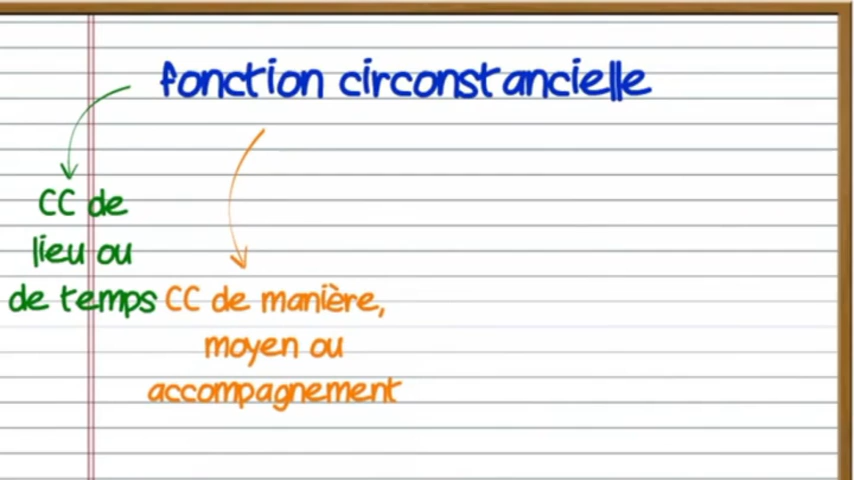 fonction circonstancielle
CC de
lieu ou
de temps
CC de manière,
moyen ou
accompagnement